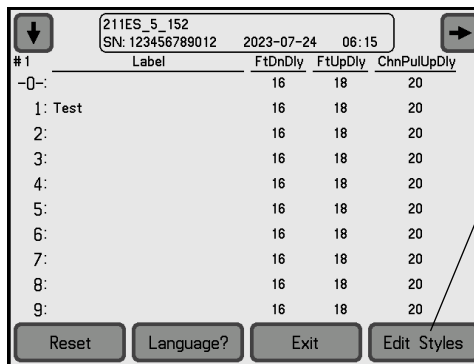 211ES_5_152
SN: 123456789012 2023-07-24 06:15
#1 Label FtDnDly FtUpDly ChnPulUpDly
-0-: 16 18 20
1: Test 16 18 20
2: 16 18 20
3: 16 18 20
4: 16 18 20
5: 16 18 20
6: 16 18 20
7: 16 18 20
8: 16 18 20
9: 16 18 20
Reset Language? Exit Edit Styles